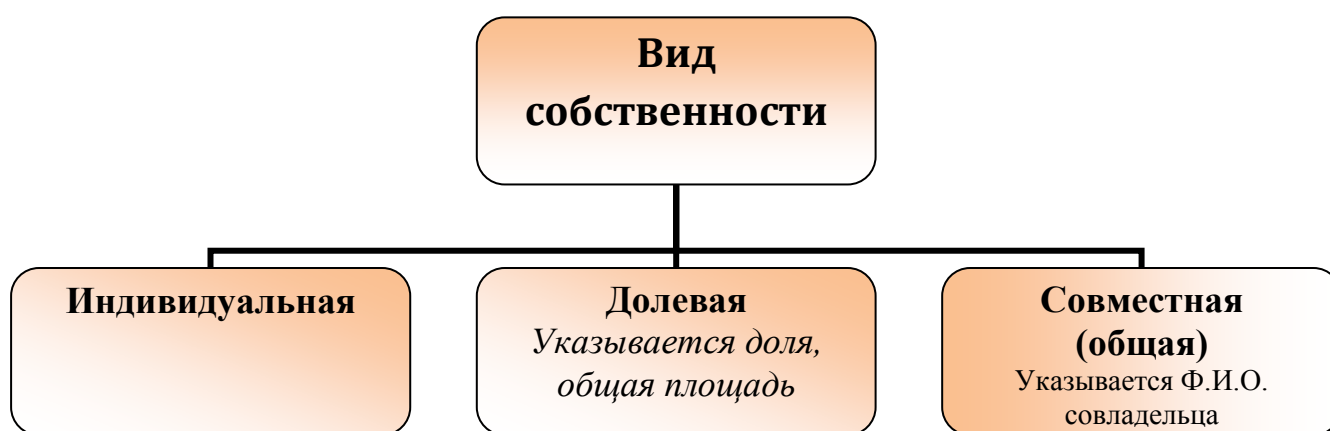 Вид
собственности
Индивидуальная
Долевая
Указывается доля,
общая площадь
Совместная
(общая)
Указывается Ф.И.О.
совладельца